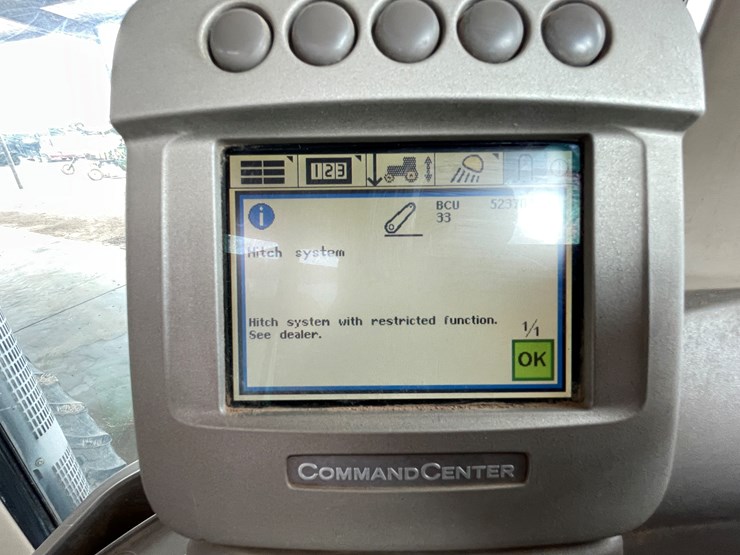 123
BCU
33
Hitch system
Hitch system with restricted function.
See dealer.
1/1
OK
COMMANDCENTER